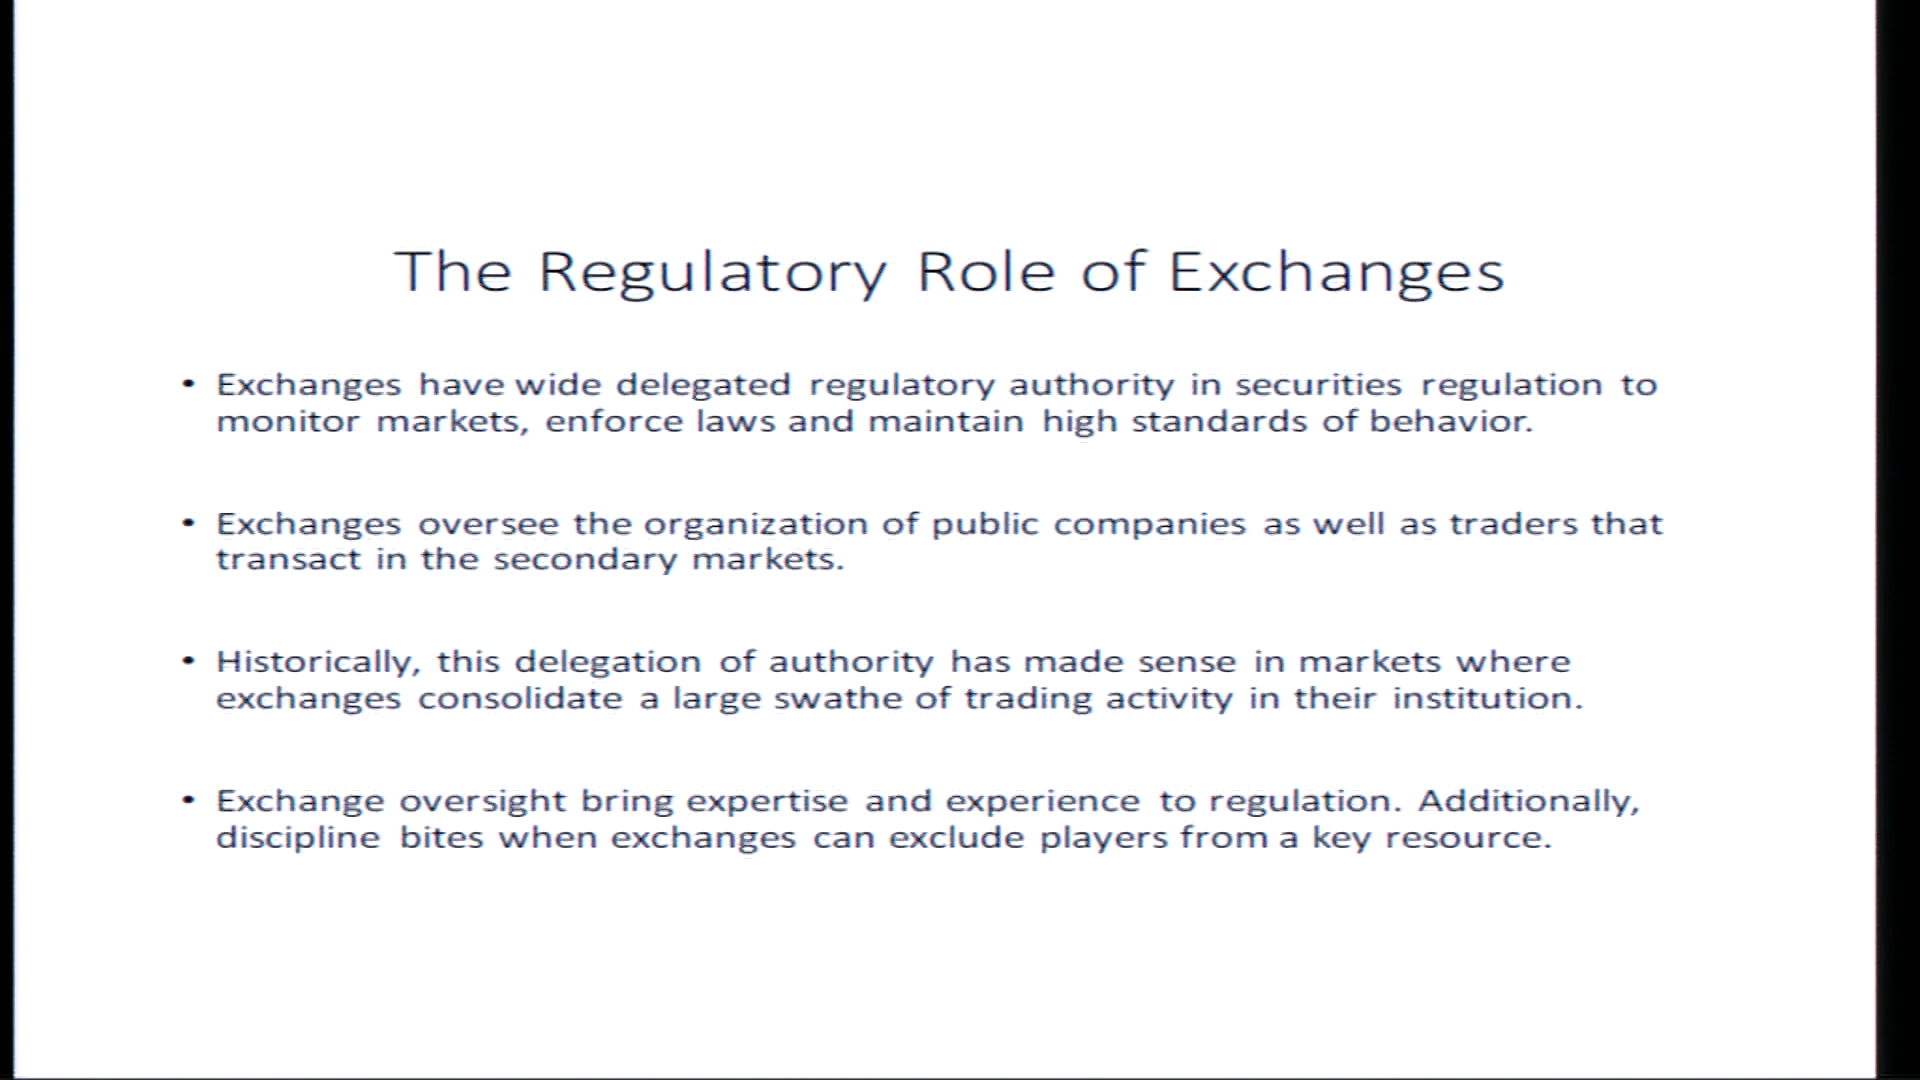 The Regulatory Role of Exchanges
• Exchanges have wide delegated regulatory authority in securities regulation to
monitor markets, enforce laws and maintain high standards of behavior.
• Exchanges oversee the organization of public companies as well as traders that
transact in the secondary markets.
• Historically, this delegation of authority has made sense in markets where
exchanges consolidate a large swathe of trading activity in their institution.
• Exchange oversight bring expertise and experience to regulation. Additionally,
discipline bites when exchanges can exclude players from a key resource.